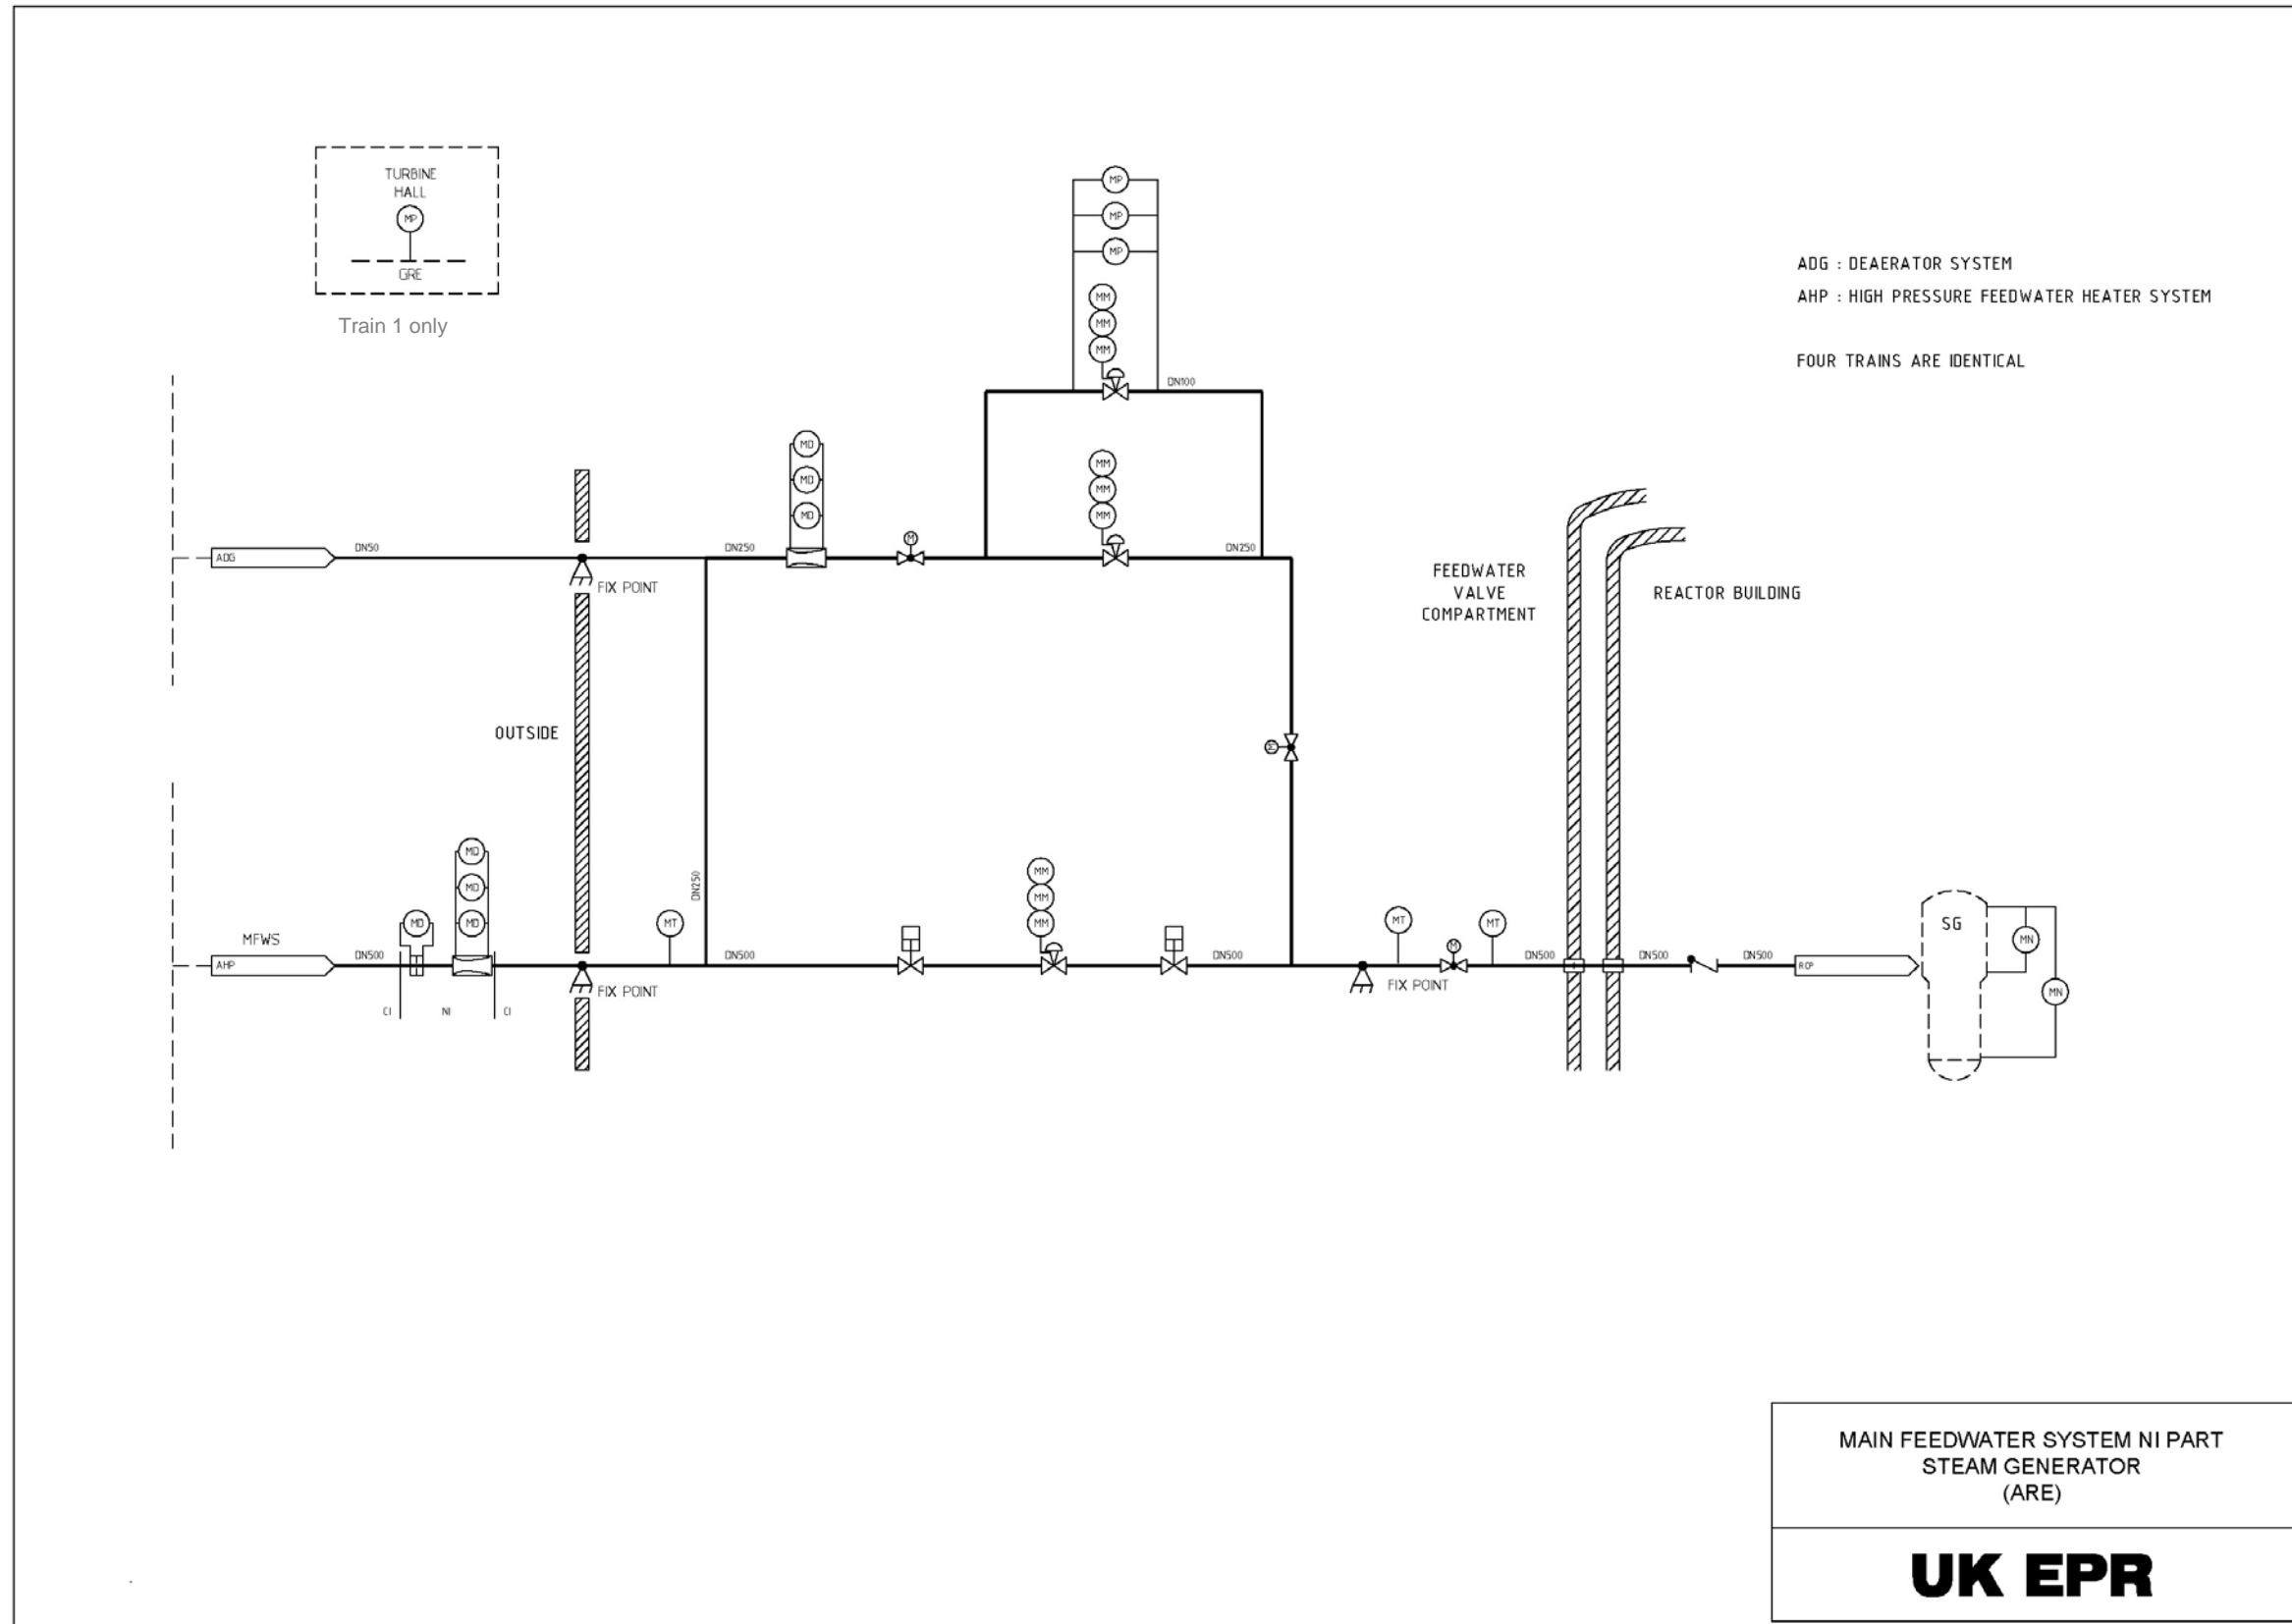 TURBINE
HALL
MP
GRE
Train 1 only
MP
MP
MP
MM
MM
MM
DN100
ADG : DEAERATOR SYSTEM
AHP : HIGH PRESSURE FEEDWATER HEATER SYSTEM
FOUR TRAINS ARE IDENTICAL
MD
MD
MD
MM
MM
MM
ADG
DN50
DN250
M
DN250
FIX POINT
FEEDWATER
VALVE
COMPARTMENT
REACTOR BUILDING
OUTSIDE
M
MD
MD
MD
MD
DN250
MM
MM
MM
MT
MT
MT
M
SG
MN
MN
MFWS
AHP
DN500
DN500
DN500
DN500
DN500
DN500
RCP
FIX POINT
FIX POINT
CI
NI
CI
MAIN FEEDWATER SYSTEM NI PART
STEAM GENERATOR
(ARE)
UK EPR